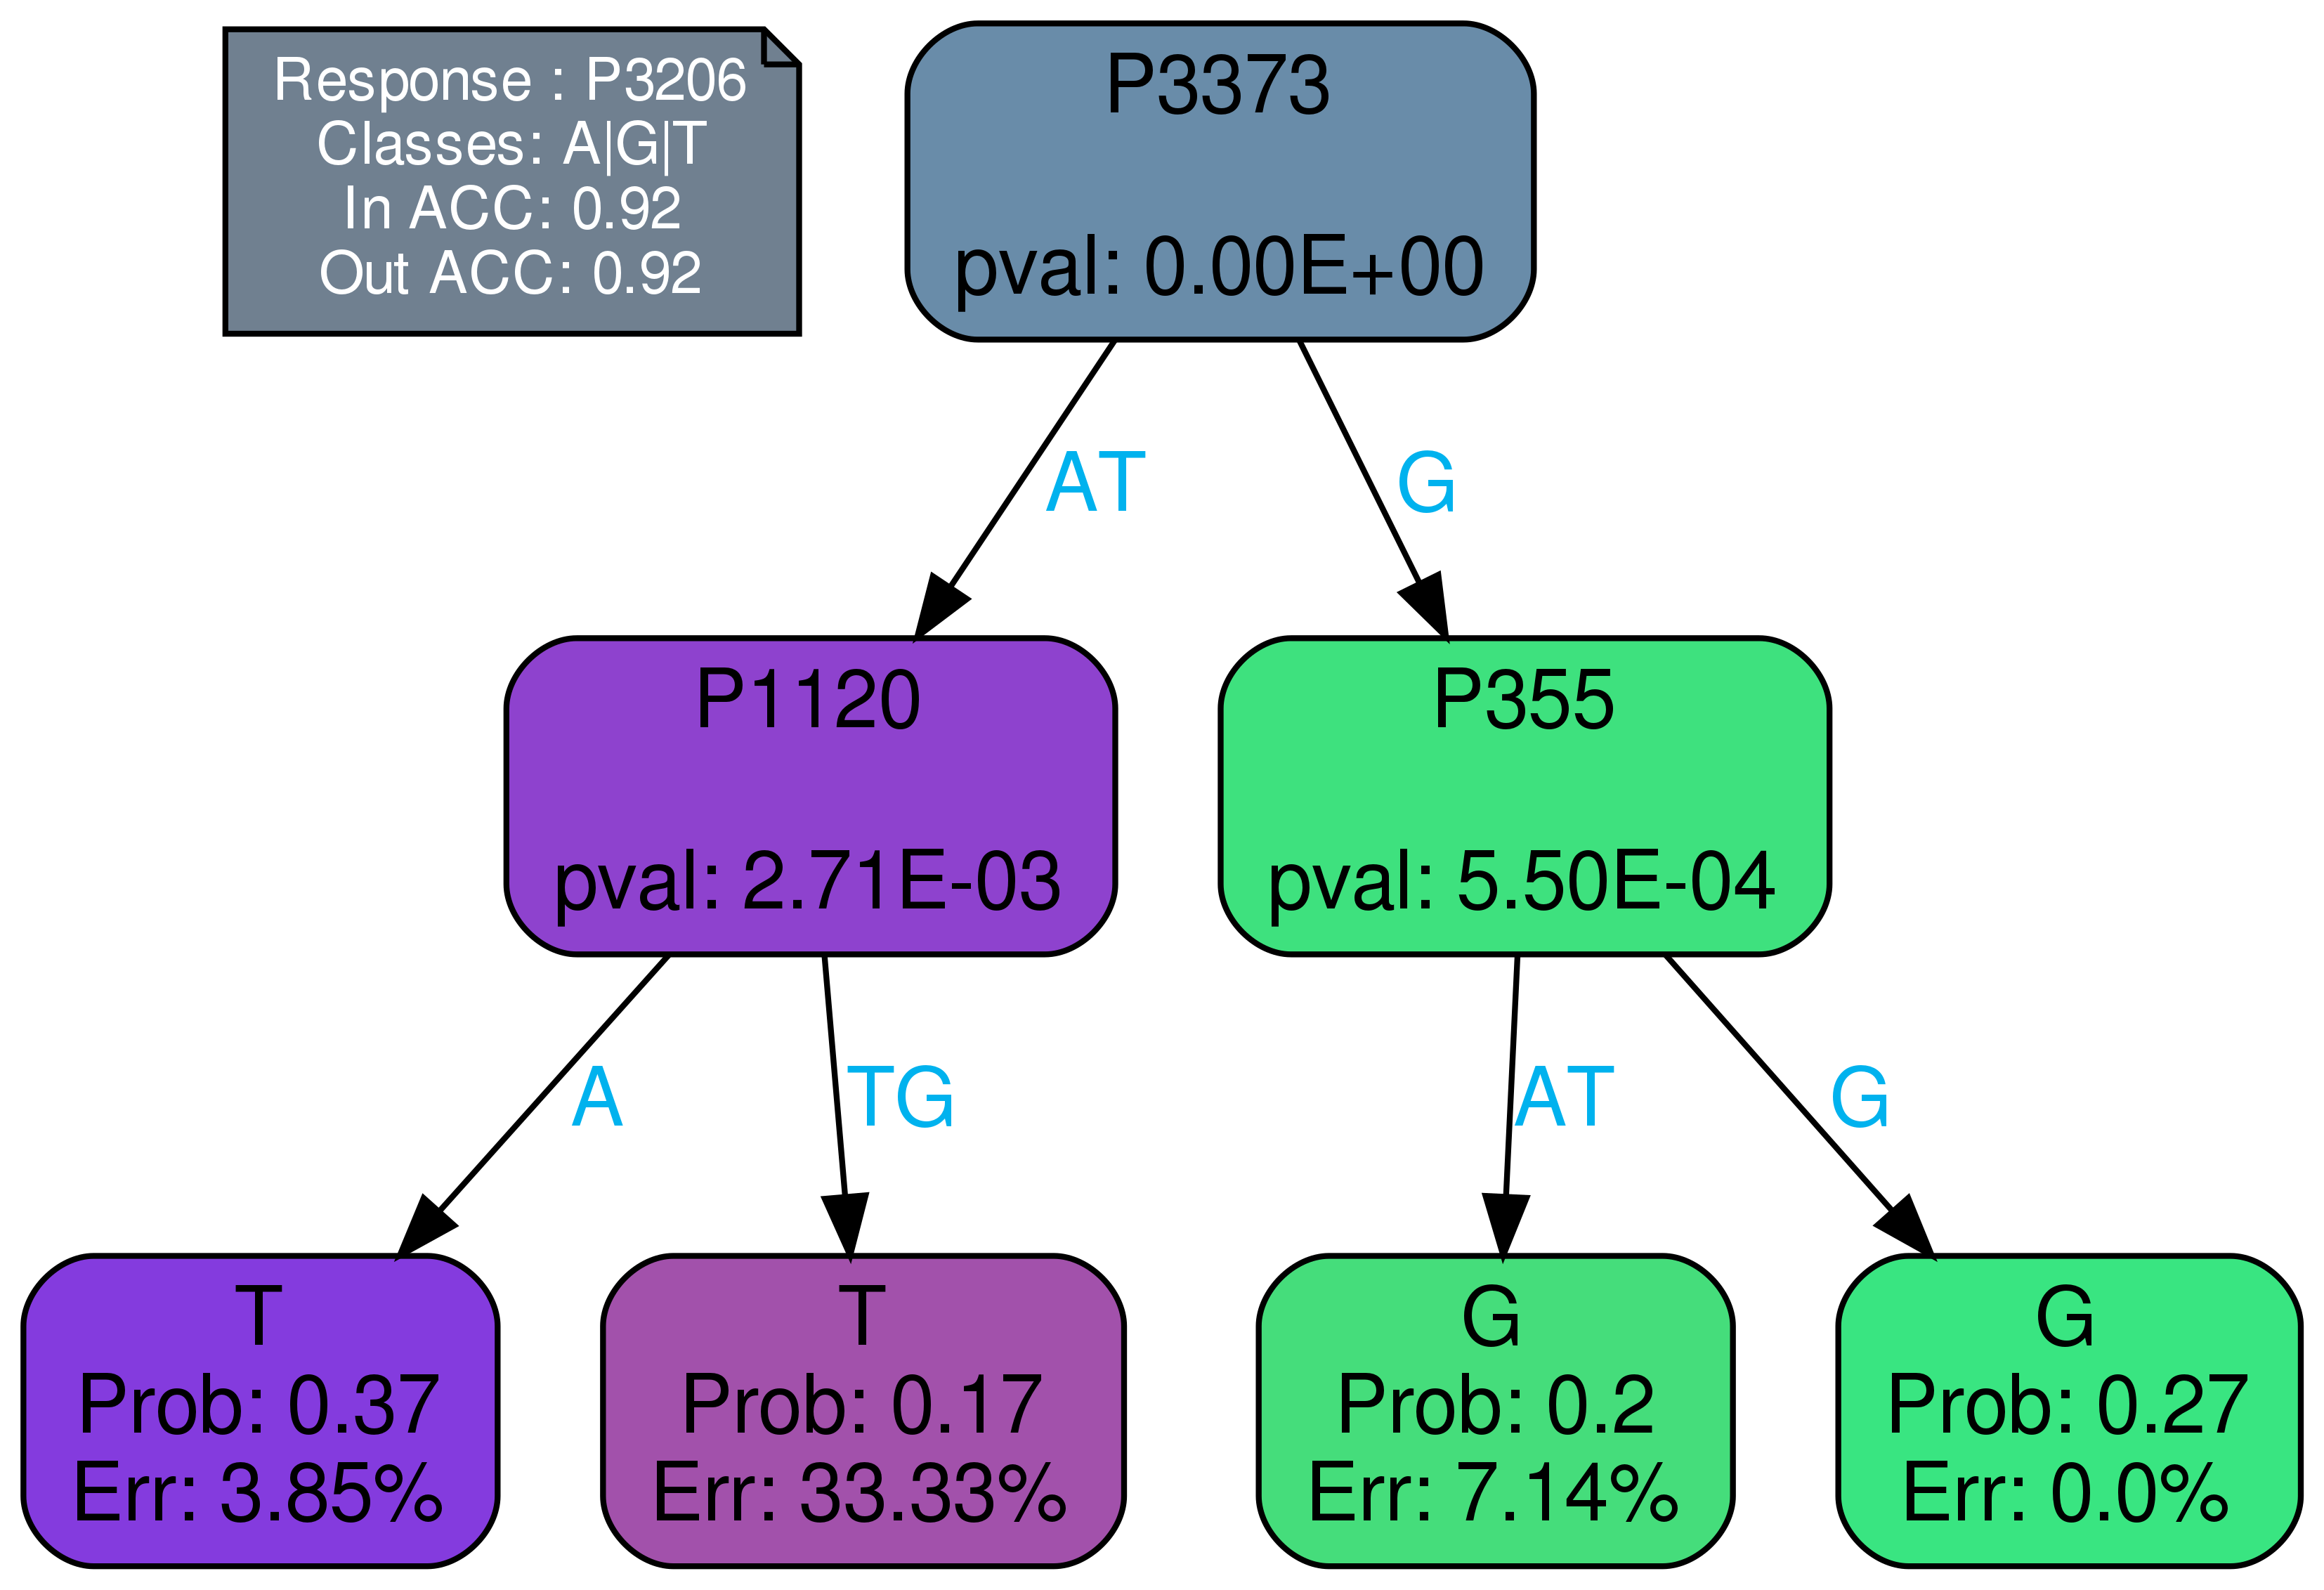 Response : P3206
Classes: A|G|T
In ACC: 0.92
Out ACC: 0.92
P3373
pval: 0.00E+00
AT
G
P1120
pval: 2.71E-03
P355
pval: 5.50E-04
A
TG
AT
G
T
Prob: 0.37
Err: 3.85%
T
Prob: 0.17
Err: 33.33%
G
Prob: 0.2
Err: 7.14%
G
Prob: 0.27
Err: 0.0%